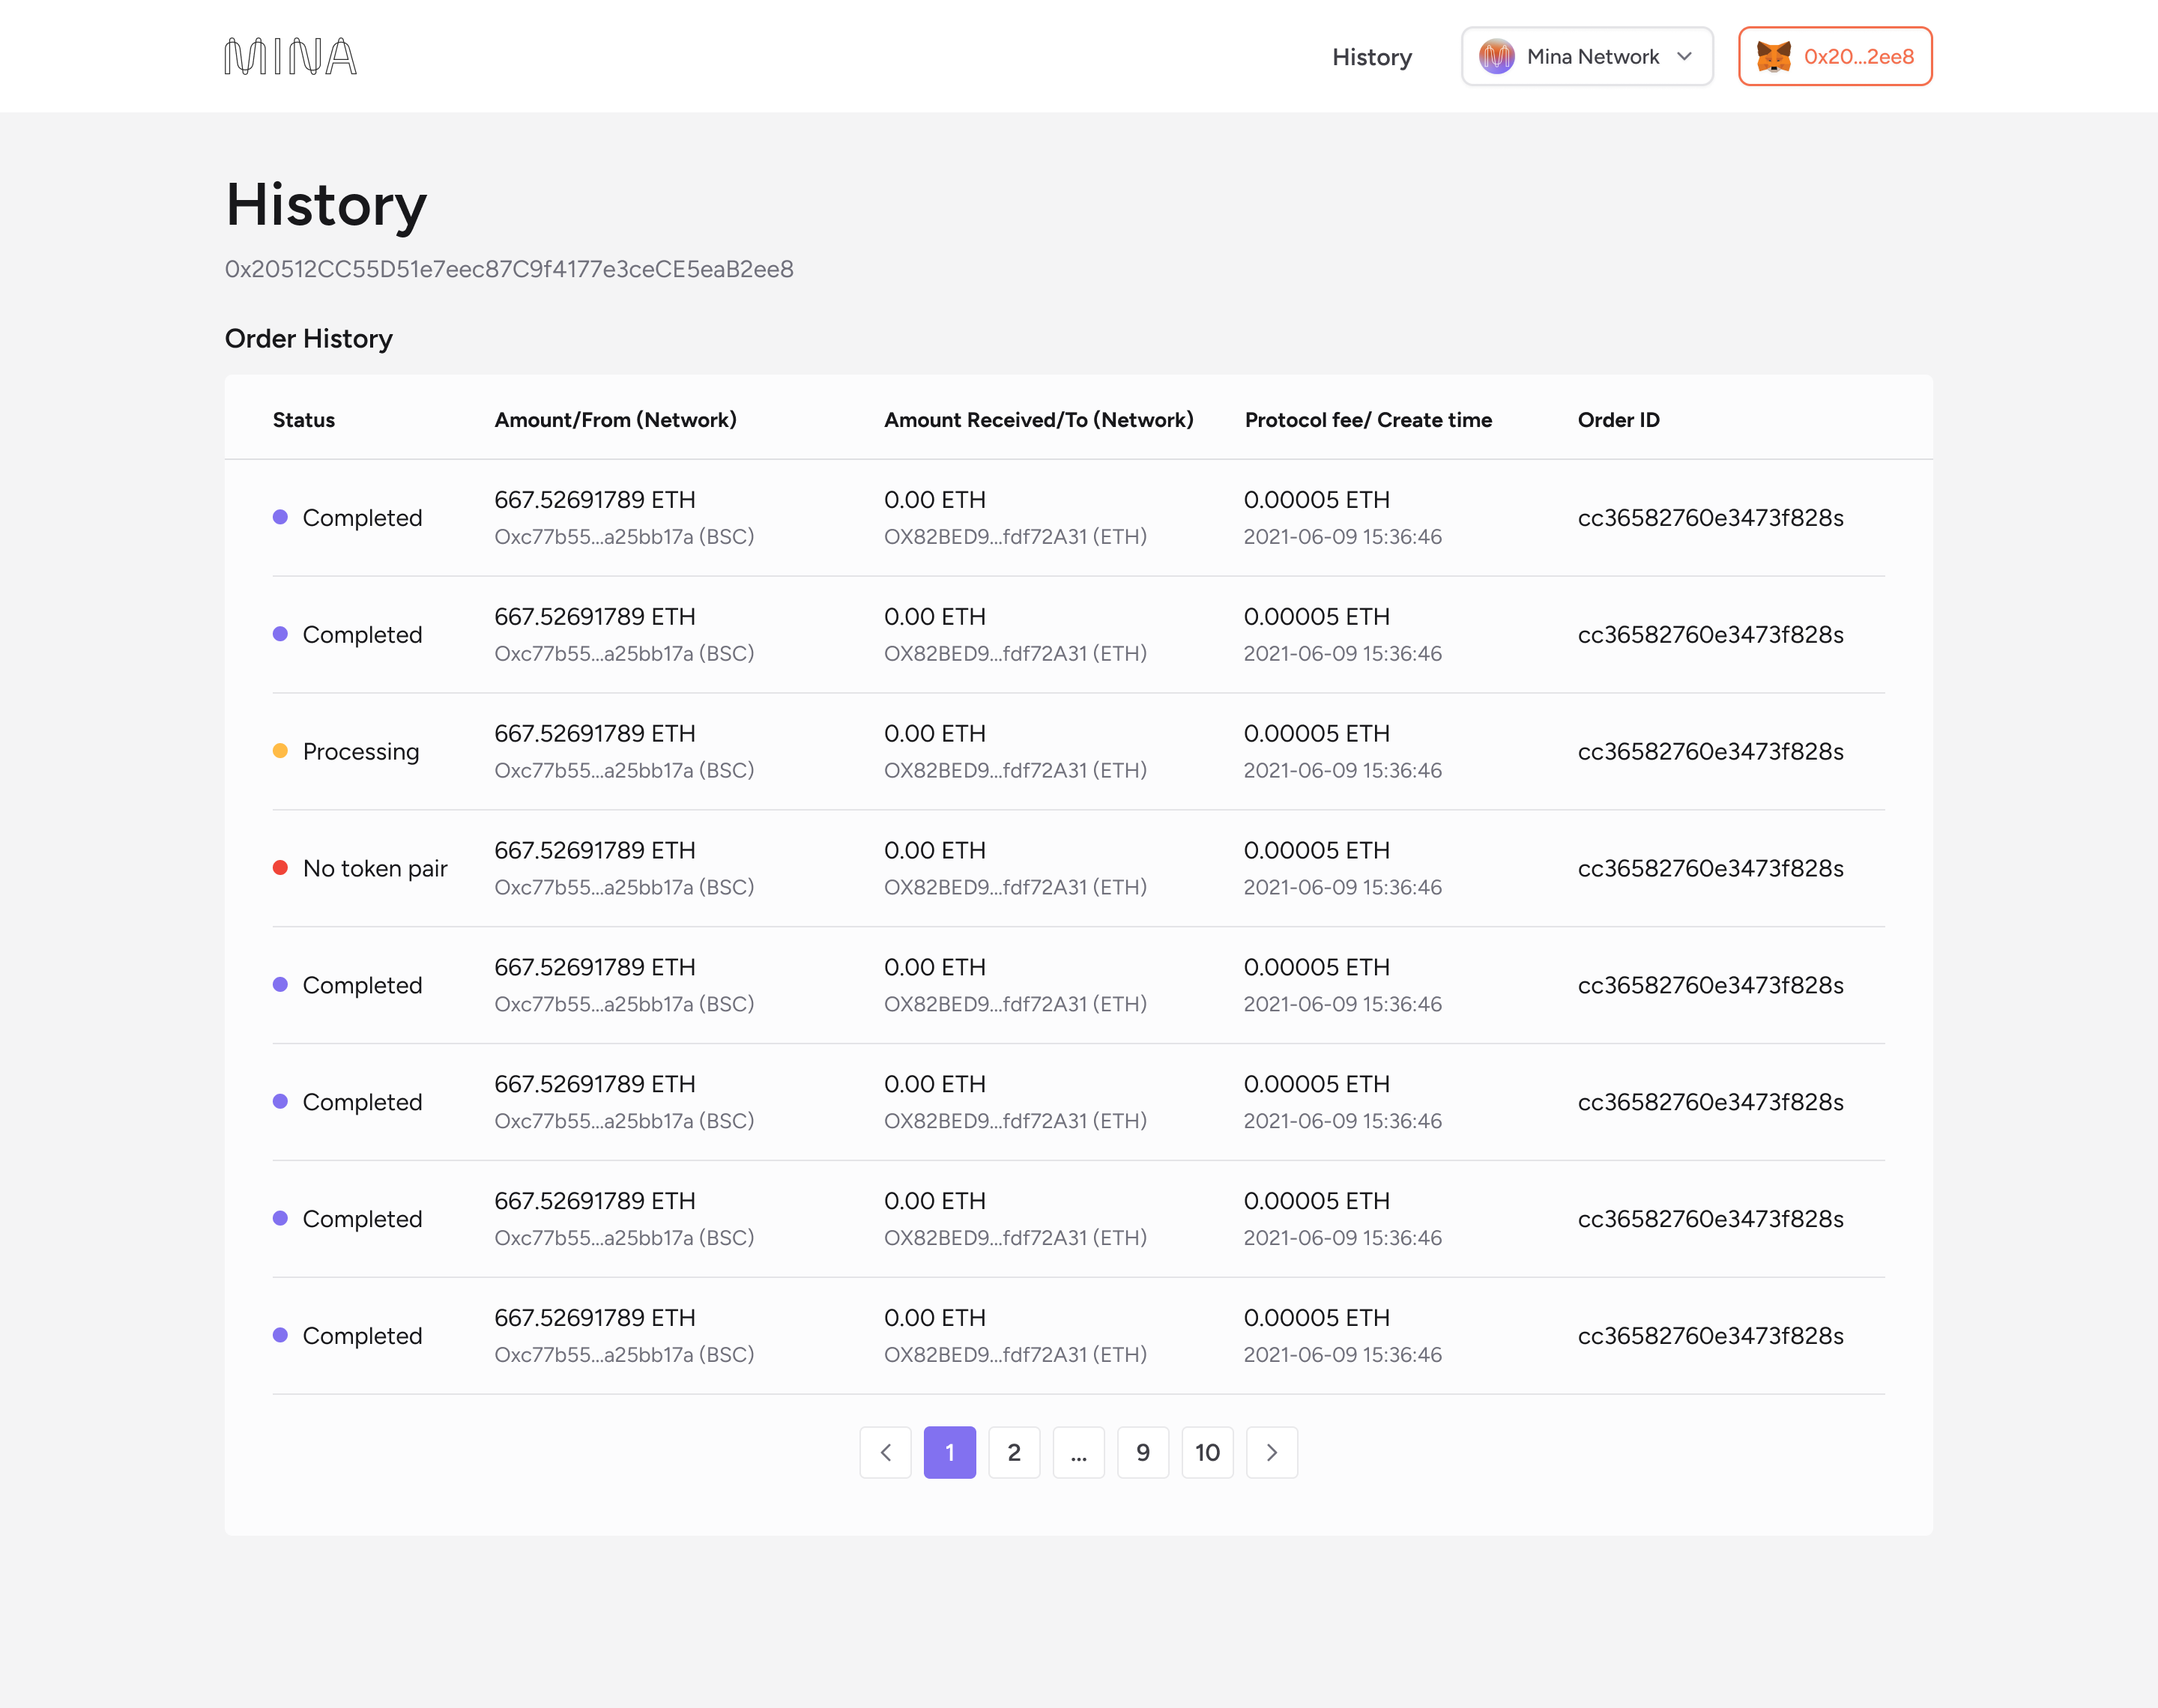 MINA
History
Mina Network
0x20...2ee8
History
0x20512CC55D51e7eec87C9f4177e3ceCE5eaB2ee8
Order History
Status Amount/From (Network) Amount Received/To (Network) Protocol fee/ Create time Order ID
Completed 667.52691789 ETH 0.00 ETH 0.00005 ETH cc36582760e3473f828s
Oxc77b55...a25bb17a (BSC) OX82BED9...fdf72A31 (ETH) 2021-06-09 15:36:46
Completed 667.52691789 ETH 0.00 ETH 0.00005 ETH cc36582760e3473f828s
Oxc77b55...a25bb17a (BSC) OX82BED9...fdf72A31 (ETH) 2021-06-09 15:36:46
Processing 667.52691789 ETH 0.00 ETH 0.00005 ETH cc36582760e3473f828s
Oxc77b55...a25bb17a (BSC) OX82BED9...fdf72A31 (ETH) 2021-06-09 15:36:46
No token pair 667.52691789 ETH 0.00 ETH 0.00005 ETH cc36582760e3473f828s
Oxc77b55...a25bb17a (BSC) OX82BED9...fdf72A31 (ETH) 2021-06-09 15:36:46
Completed 667.52691789 ETH 0.00 ETH 0.00005 ETH cc36582760e3473f828s
Oxc77b55...a25bb17a (BSC) OX82BED9...fdf72A31 (ETH) 2021-06-09 15:36:46
Completed 667.52691789 ETH 0.00 ETH 0.00005 ETH cc36582760e3473f828s
Oxc77b55...a25bb17a (BSC) OX82BED9...fdf72A31 (ETH) 2021-06-09 15:36:46
Completed 667.52691789 ETH 0.00 ETH 0.00005 ETH cc36582760e3473f828s
Oxc77b55...a25bb17a (BSC) OX82BED9...fdf72A31 (ETH) 2021-06-09 15:36:46
Completed 667.52691789 ETH 0.00 ETH 0.00005 ETH cc36582760e3473f828s
Oxc77b55...a25bb17a (BSC) OX82BED9...fdf72A31 (ETH) 2021-06-09 15:36:46
1 2 ... 9 10